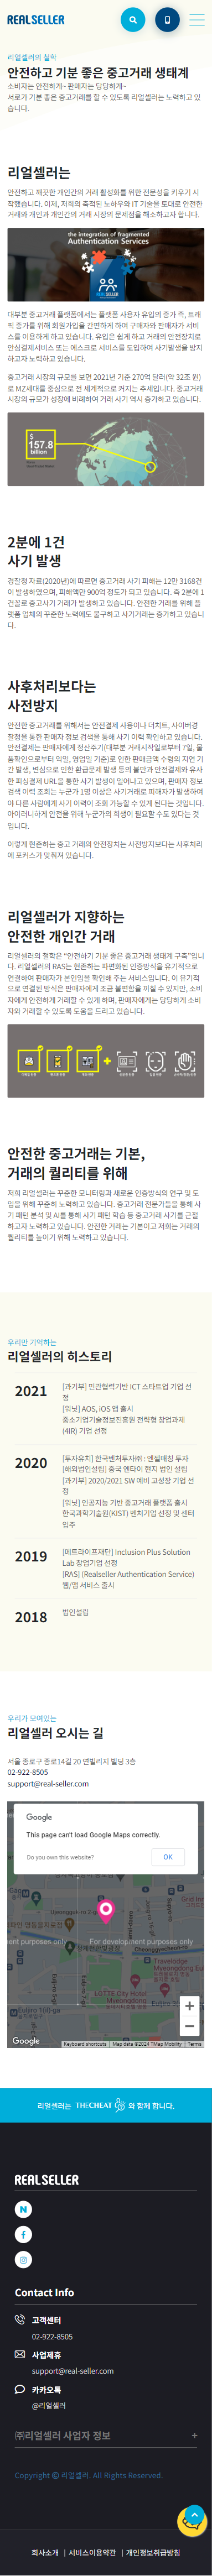 REALSELLER
리얼셀러의 철학
안전하고 기분 좋은 중고거래 생태계
소비자는 안전하게~ 판매자는 당당하게~
서로가 기분 좋은 중고거래를 할 수 있도록 리얼셀러는 노력하고 있
습니다.
리얼셀러는
안전하고 깨끗한 개인간의 거래 활성화를 위한 전문성을 키우기 시
작했습니다. 이제, 저희의 축적된 노하우와 IT 기술을 토대로 안전한
거래와 개인과 개인간의 거래 시장의 문제점을 해소하고자 합니다.
the integration of fragmented
Authentication Services
REAL SELLER
대부분 중고거래 플랫폼에서는 플랫폼 사용자 유입의 증가 즉, 트래
픽 증가를 위해 회원가입을 간편하게 하여 구매자와 판매자가 서비
스를 이용하게 하고 있습니다. 유입은 쉽게 하고 거래의 안전장치로
안심결제서비스 또는 에스크로 서비스를 도입하여 사기발생을 방지
하고자 노력하고 있습니다.
중고거래 시장의 규모를 보면 2021년 기준 270억 달러(약 32조 원)
로 MZ세대를 중심으로 전 세계적으로 커지는 추세입니다. 중고거래
시장의 규모가 성장에 비례하여 거래 사기 역시 증가하고 있습니다.
$
157.8
billion
2분에 1건
사기 발생
경찰청 자료(2020년)에 따르면 중고거래 사기 피해는 12만 3168건
이 발생하였으며, 피해액만 900억 정도가 되고 있습니다. 즉 2분에 1
건꼴로 중고사기 거래가 발생하고 있습니다. 안전한 거래를 위해 플
랫폼 업체의 꾸준한 노력에도 불구하고 사기거래는 증가하고 있습니
다.
사후처리보다는
사전방지
안전한 중고거래를 위해서는 안전결제 사용이나 더치트, 사이버경
찰청을 통한 판매자 정보 검색을 통해 사기 이력 확인하고 있습니다.
안전결제는 판매자에게 정산주기(대부분 거래시작일로부터 7일, 물
품확인으로부터 익일, 영업일 기준)로 인한 판매금액 수령의 지연 기
간 발생, 변심으로 인한 환급문제 발생 등의 불만과 안전결제와 유사
한 피싱결제 URL을 통한 사기 발생이 일어나고 있으며, 판매자 정보
검색 이력 조회는 누군가 1명 이상은 사기거래로 피해자가 발생하여
야 다른 사람에게 사기 이력이 조회 가능할 수 있게 된다는 것입니다.
아이러니하게 안전을 위해 누군가의 희생이 필요할 수도 있다는 것
입니다.
이렇게 현존하는 중고 거래의 안전장치는 사전방지보다는 사후처리
에 포커스가 맞춰져 있습니다.
리얼셀러가 지향하는
안전한 개인간 거래
리얼셀러의 철학은 “안전하기 기분 좋은 중고거래 생태계 구축”입니
다. 리얼셀러의 RAS는 현존하는 파편화된 인증방식을 유기적으로
연결하여 판매자가 본인임을 확인해 주는 서비스입니다. 이 유기적
으로 연결된 방식은 판매자에게 조금 불편함을 끼칠 수 있지만, 소비
자에게 안전하게 거래할 수 있게 하며, 판매자에게는 당당하게 소비
자와 거래할 수 있도록 도움을 드리고 있습니다.
안전한 중고거래는 기본,
거래의 퀄리티를 위해
저희 리얼셀러는 꾸준한 모니터링과 새로운 인증방식의 연구 및 도
입을 위해 꾸준히 노력하고 있습니다. 중고거래 전문가들을 통해 사
기 패턴 분석 및 AI를 통해 사기 패턴 학습 등 중고거래 사기를 근절
하고자 노력하고 있습니다. 안전한 거래는 기본이고 저희는 거래의
퀄리티를 높이기 위해 노력하고 있습니다.
우리만 기억하는
리얼셀러의 히스토리
2021
[과기부] 민관협력기반 ICT 스타트업 기업 선
정
[워닛] AOS, iOS 앱 출시
중소기업기술정보진흥원 전략형 창업과제
(4IR) 기업 선정
2020
[투자유치] 한국벤처투자㈜ : 엔젤매칭 투자
[해외법인설립] 중국 엔타이 현지 법인 설립
[과기부] 2020/2021 SW 예비 고성장 기업 선
정
[워닛] 인공지능 기반 중고거래 플랫폼 출시
한국과학기술원(KIST) 벤처기업 선정 및 센터
입주
2019
[메트라이프재단] Inclusion Plus Solution
Lab 창업기업 선정
[RAS] (Realseller Authentication Service)
웹/앱 서비스 출시
2018
법인설립
우리가 모여있는
리얼셀러 오시는 길
서울 종로구 종로14길 20 연빌리지 빌딩 3층
02-922-8505
support@real-seller.com
Google
This page can't load Google Maps correctly.
Do you own this website?
OK
For development purposes only
LOTTE City Hotel
Myeongdong
Google
Keyboard shortcuts
Map data ©2024 TMap Mobility
Terms
리얼셀러는 THECHEAT 와 함께 합니다.
REALSELLER
Contact Info
고객센터
02-922-8505
사업제휴
support@real-seller.com
카카오톡
@리얼셀러
㈜리얼셀러 사업자 정보
+
Copyright © 리얼셀러. All Rights Reserved.
회사소개 | 서비스이용약관 | 개인정보취급방침